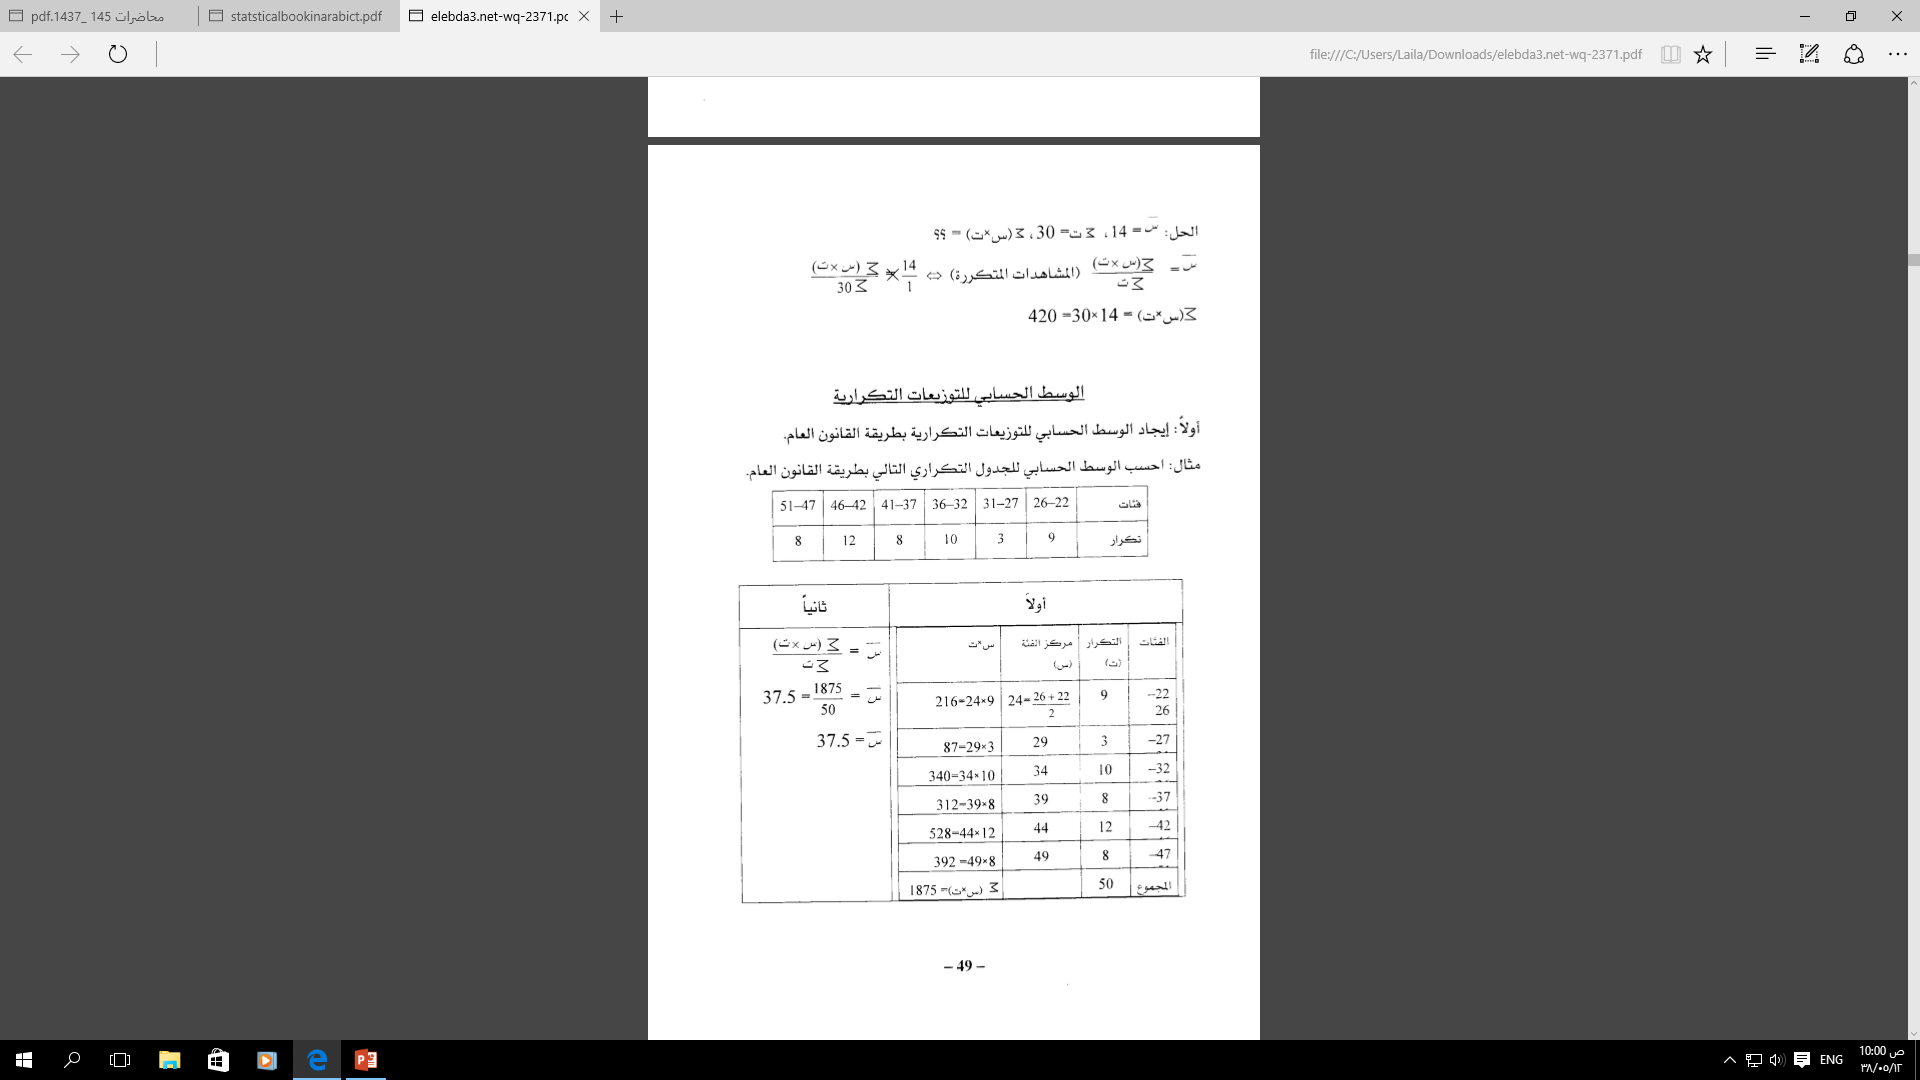 محاضرات 145 _1437.pdf
statsticalbookinarabict.pdf
elebda3.net-wq-2371.pc
file:///C:/Users/Laila/Downloads/elebda3.net-wq-2371.pdf
الحل: س̅ = 14، Σ ت= 30، Σ (س×ت) = ؟؟
س̅ = Σ(س×ت) / Σ ت (المشاهدات المتكررة) ⇔ 14/1 = Σ (س×ت) / Σ 30
Σ(س×ت) = 14×30= 420
الوسط الحسابي للتوزيعات التكرارية
أولاً: إيجاد الوسط الحسابي للتوزيعات التكرارية بطريقة القانون العام.
مثال: احسب الوسط الحسابي للجدول التكراري التالي بطريقة القانون العام.
فئات 22–26 27–31 32–36 37–41 42–46 47–51
تكرار 9 3 10 8 12 8
أولاً ثانياً
الفئات التكرار (ت) مركز الفئة (س) س×ت
22– 26 9 22 + 26 / 2 =24 9×24=216
27– 3 29 3×29=87
32– 10 34 10×34=340
37– 8 39 8×39=312
42– 12 44 12×44=528
47– 8 49 8×49= 392
المجموع 50 Σ (س×ت)= 1875
س̅ = Σ (س×ت) / Σ ت
س̅ = 1875 / 50 = 37.5
س̅ = 37.5
– 49 –
ENG
10:00 ص
٣٨/٠٥/١٢